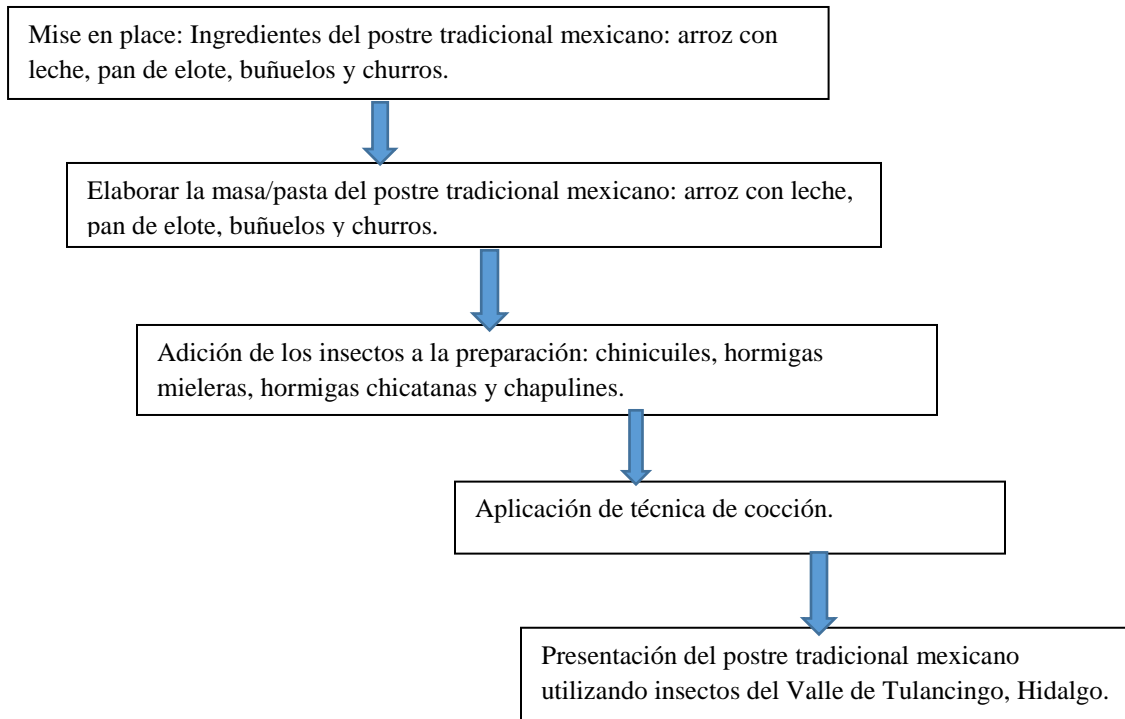 Mise en place: Ingredientes del postre tradicional mexicano: arroz con
leche, pan de elote, buñuelos y churros.
Elaborar la masa/pasta del postre tradicional mexicano: arroz con leche,
pan de elote, buñuelos y churros.
Adición de los insectos a la preparación: chinicuiles, hormigas
mieleras, hormigas chicatanas y chapulines.
Aplicación de técnica de cocción.
Presentación del postre tradicional mexicano
utilizando insectos del Valle de Tulancingo, Hidalgo.